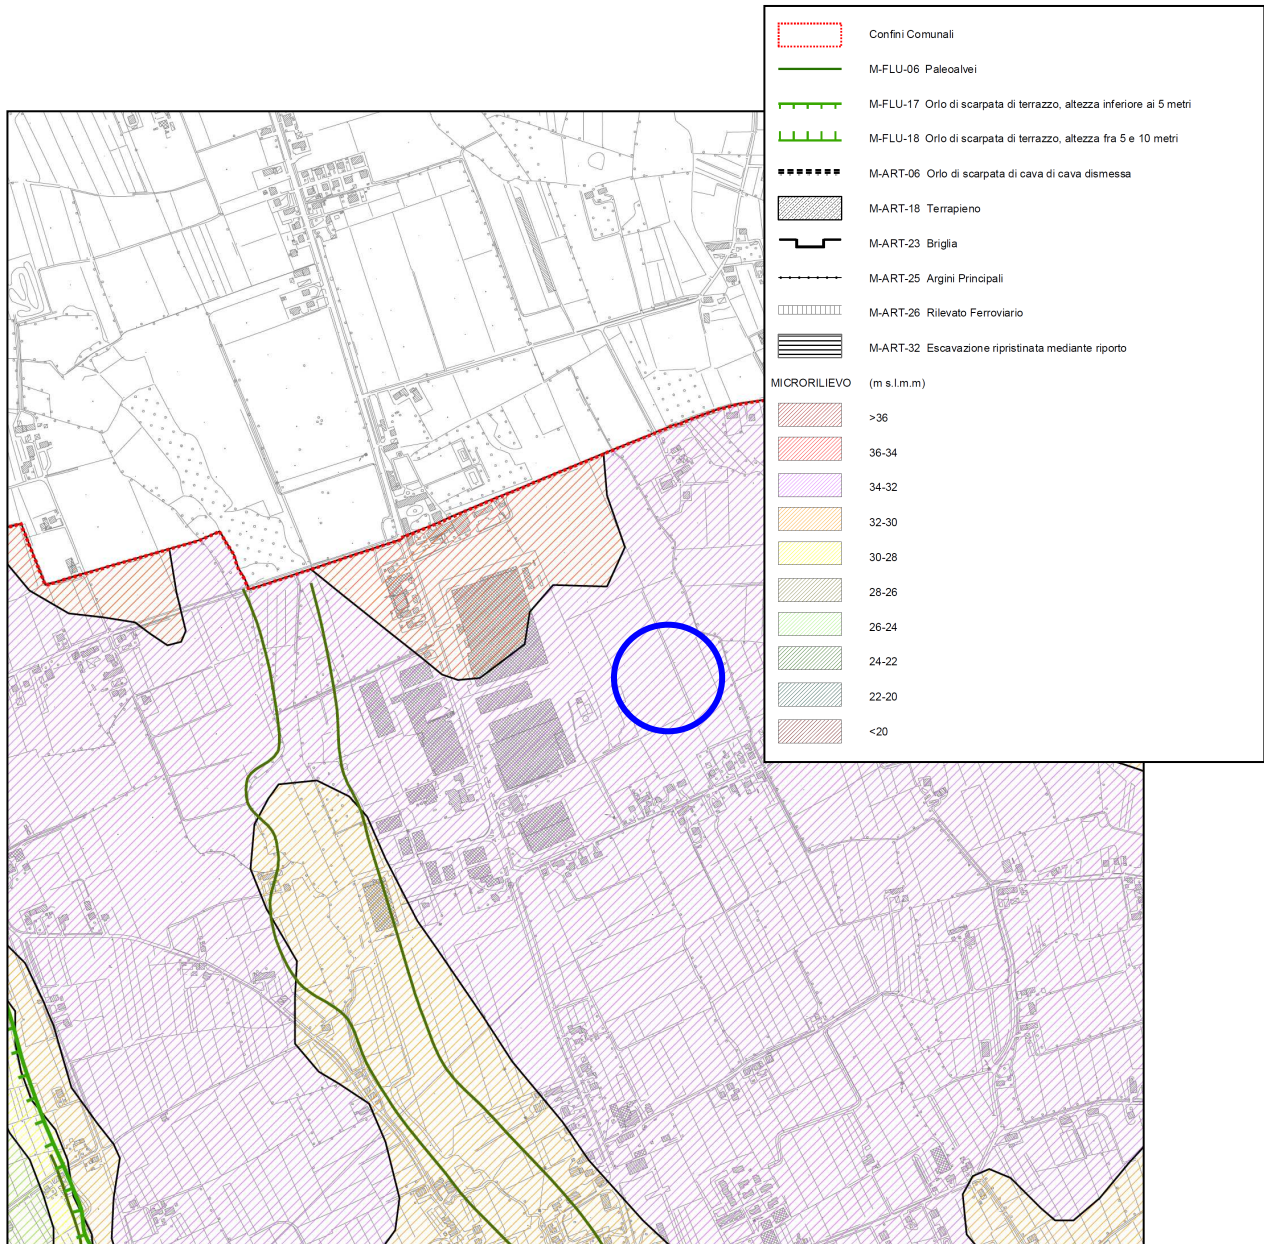 Confini Comunali
M-FLU-06 Paleoalvei
M-FLU-17 Orlo di scarpata di terrazzo, altezza inferiore ai 5 metri
M-FLU-18 Orlo di scarpata di terrazzo, altezza fra 5 e 10 metri
M-ART-06 Orlo di scarpata di cava di cava dismessa
M-ART-18 Terrapieno
M-ART-23 Briglia
M-ART-25 Argini Principali
M-ART-26 Rilevato Ferroviario
M-ART-32 Escavazione ripristinata mediante riporto
MICRORILIEVO (m s.l.m.m)
>36
36-34
34-32
32-30
30-28
28-26
26-24
24-22
22-20
<20